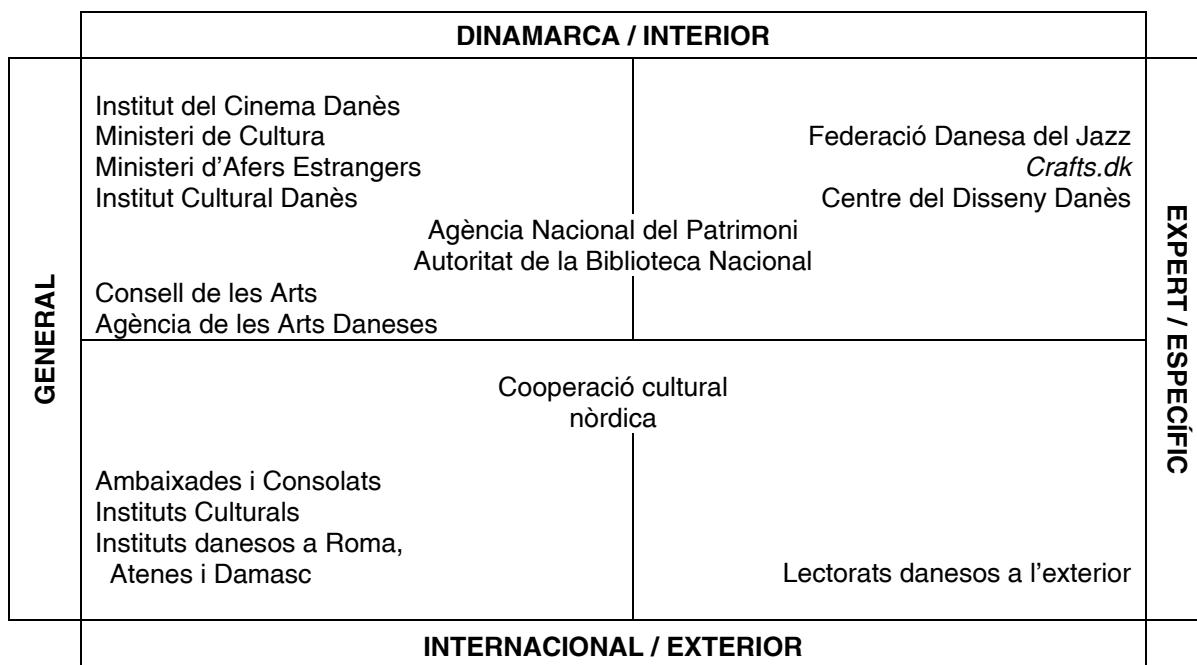 DINAMARCA / INTERIOR
GENERAL
Institut del Cinema Danès
Ministeri de Cultura
Ministeri d’Afers Estrangers
Institut Cultural Danès
Federació Danesa del Jazz
Crafts.dk
Centre del Disseny Danès
Agència Nacional del Patrimoni
Autoritat de la Biblioteca Nacional
Consell de les Arts
Agència de les Arts Daneses
EXPERT / ESPECÍFIC
Cooperació cultural
nòrdica
Ambaixades i Consolats
Instituts Culturals
Instituts danesos a Roma,
Atenes i Damasc
Lectorats danesos a l’exterior
INTERNACIONAL / EXTERIOR